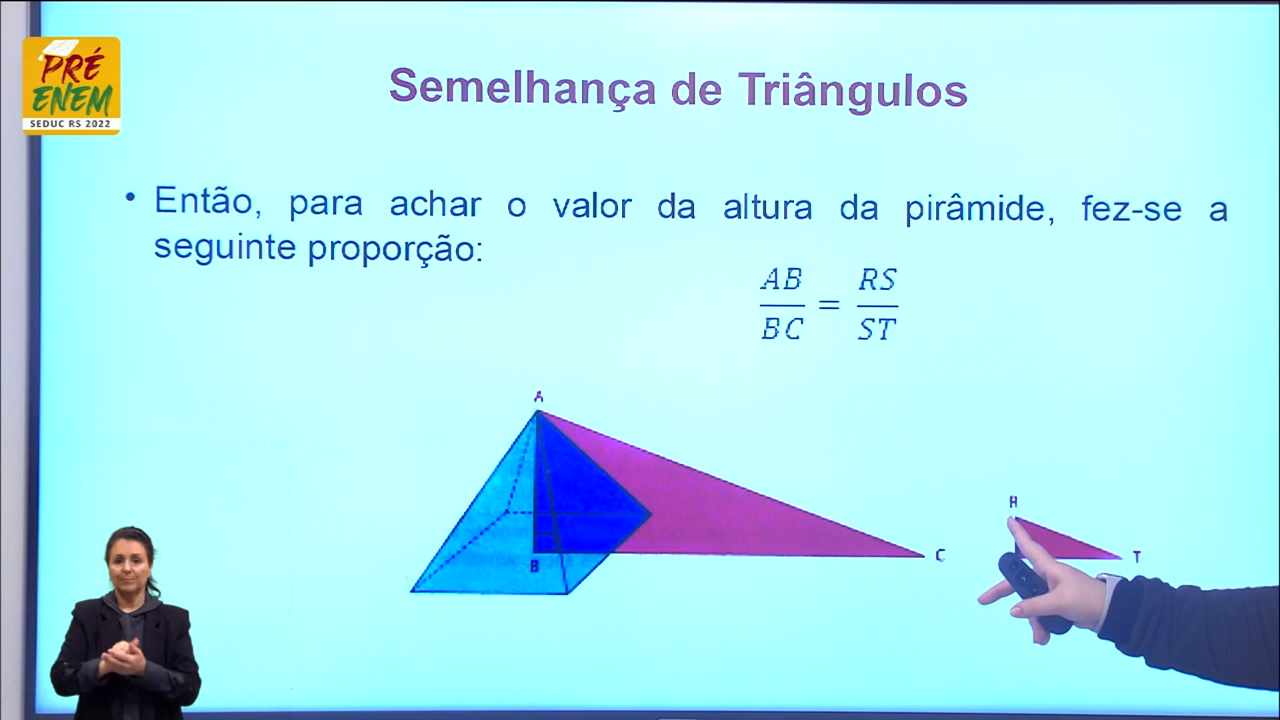 PRÉ
ENEM
SEDUC RS 2022
Semelhança de Triângulos
• Então, para achar o valor da altura da pirâmide, fez-se a
seguinte proporção:
AB/BC = RS/ST
A
B
C
R
T